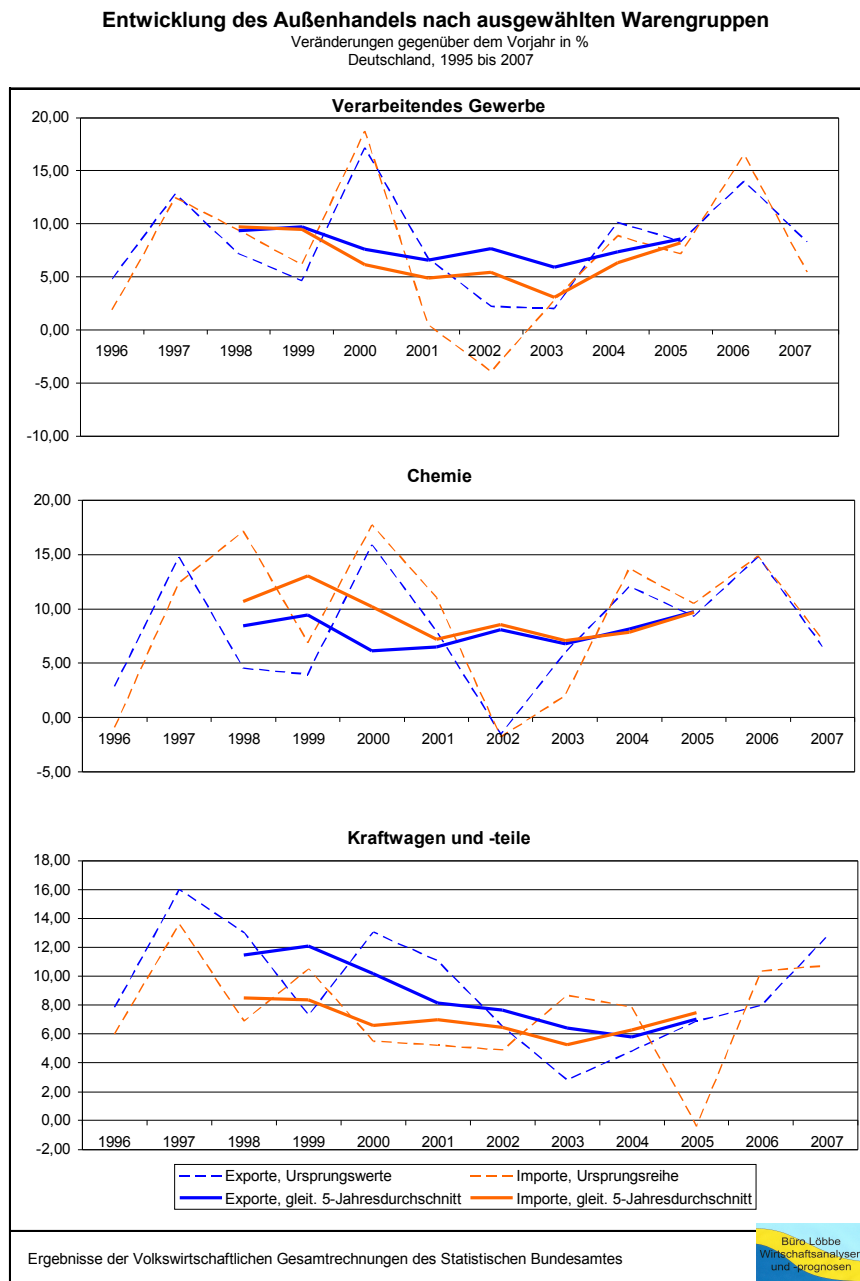 Entwicklung des Außenhandels nach ausgewählten Warengruppen
Veränderungen gegenüber dem Vorjahr in %
Deutschland, 1995 bis 2007
Verarbeitendes Gewerbe
20,00
15,00
10,00
5,00
0,00
1996 1997 1998 1999 2000 2001 2002 2003 2004 2005 2006 2007
-5,00
-10,00
Chemie
20,00
15,00
10,00
5,00
0,00
1996 1997 1998 1999 2000 2001 2002 2003 2004 2005 2006 2007
-5,00
Kraftwagen und -teile
18,00
16,00
14,00
12,00
10,00
8,00
6,00
4,00
2,00
0,00
1996 1997 1998 1999 2000 2001 2002 2003 2004 2005 2006 2007
-2,00
Exporte, Ursprungswerte Importe, Ursprungsreihe
Exporte, gleit. 5-Jahresdurchschnitt Importe, gleit. 5-Jahresdurchschnitt
Ergebnisse der Volkswirtschaftlichen Gesamtrechnungen des Statistischen Bundesamtes
Büro Löbbe
Wirtschaftsanalysen
und -prognosen